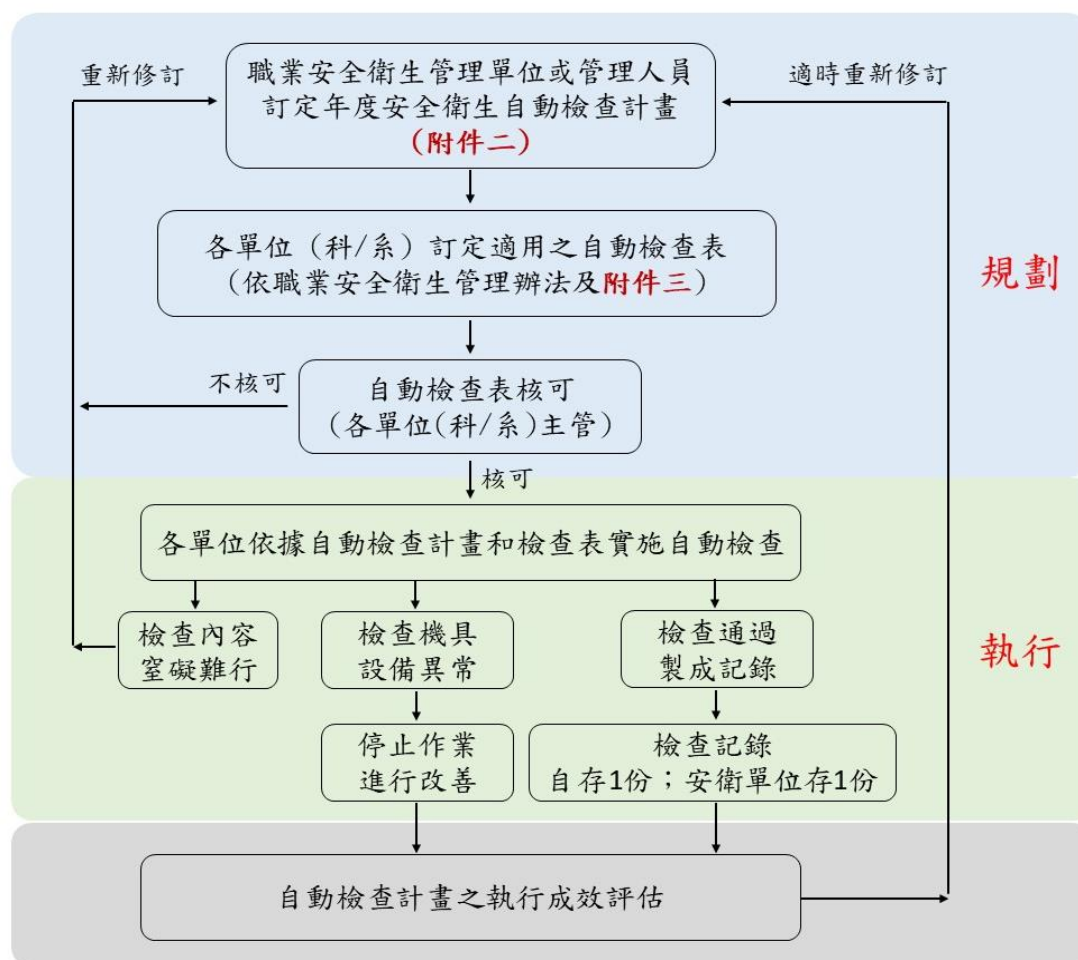 重新修訂
職業安全衛生管理單位或管理人員
訂定年度安全衛生自動檢查計畫
(附件二)
適時重新修訂
各單位（科/系）訂定適用之自動檢查表
（依職業安全衛生管理辦法及附件三）
規劃
不核可
自動檢查表核可
(各單位(科/系)主管)
核可
各單位依據自動檢查計畫和檢查表實施自動檢查
檢查內容
窒礙難行
檢查機具
設備異常
檢查通過
製成記錄
執行
停止作業
進行改善
檢查記錄
自存1份；安衛單位存1份
自動檢查計畫之執行成效評估